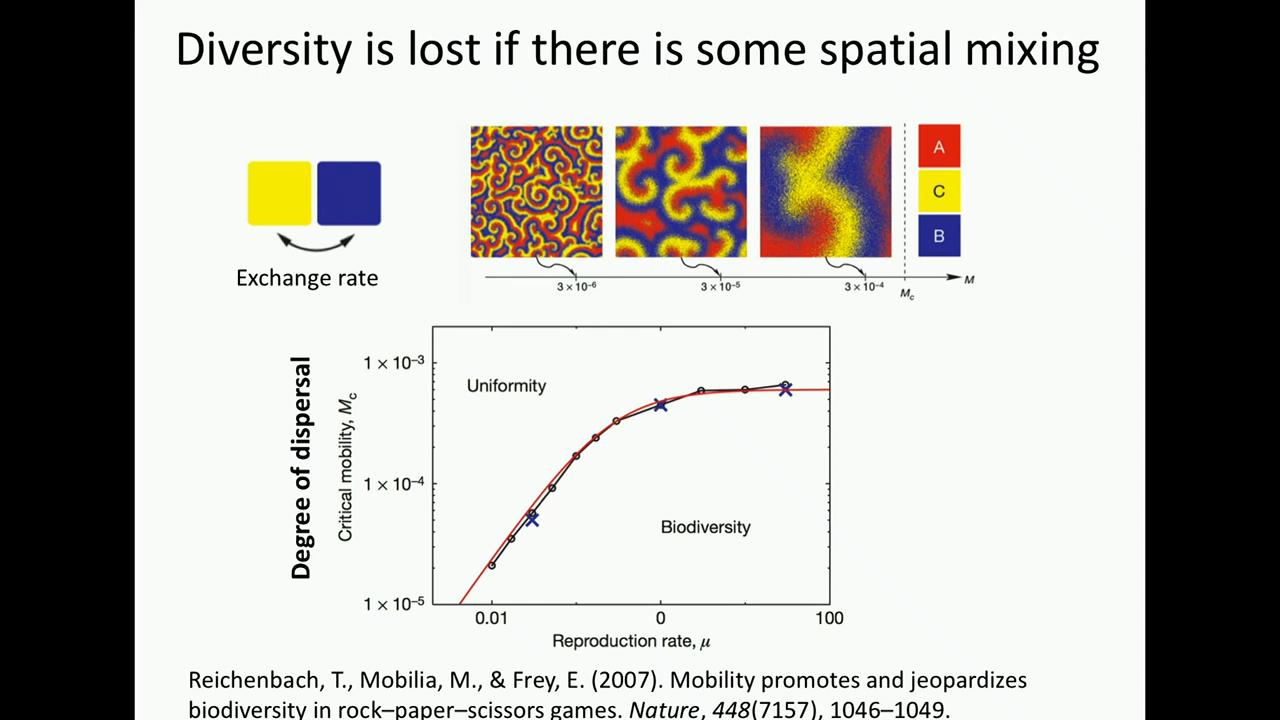 Diversity is lost if there is some spatial mixing
Exchange rate
A
C
B
3 × 10⁻⁶
3 × 10⁻⁵
3 × 10⁻⁴
Mc
M
Degree of dispersal
Critical mobility, Mc
1 × 10⁻³
1 × 10⁻⁴
1 × 10⁻⁵
Uniformity
Biodiversity
0.01
0
100
Reproduction rate, μ
Reichenbach, T., Mobilia, M., & Frey, E. (2007). Mobility promotes and jeopardizes
biodiversity in rock–paper–scissors games. Nature, 448(7157), 1046–1049.